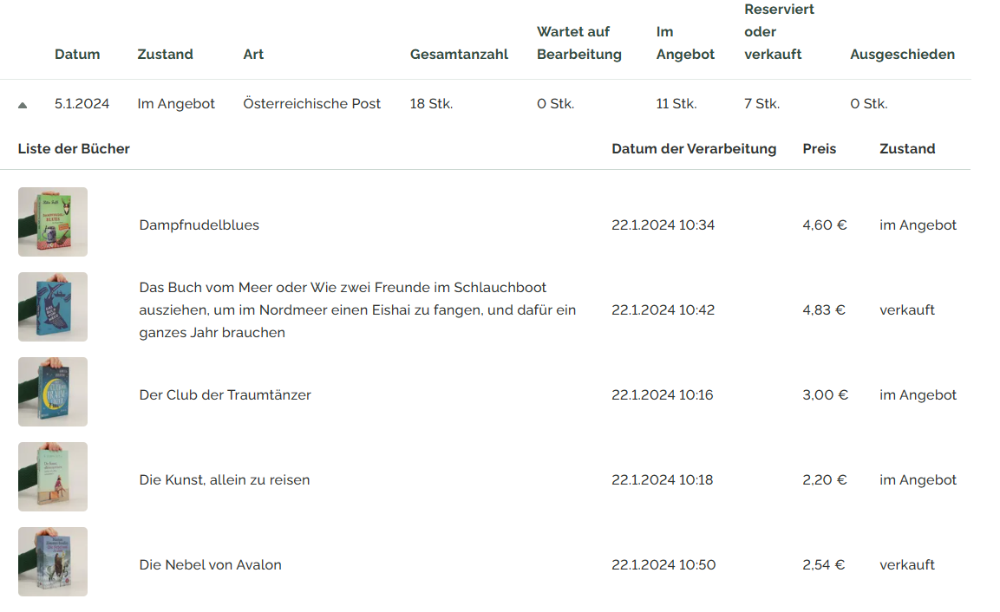 Datum Zustand Art Gesamtanzahl Wartet auf Bearbeitung Im Angebot Reserviert oder verkauft Ausgeschieden
5.1.2024 Im Angebot Österreichische Post 18 Stk. 0 Stk. 11 Stk. 7 Stk. 0 Stk.
Liste der Bücher Datum der Verarbeitung Preis Zustand
Dampfnudelblues 22.1.2024 10:34 4,60 € im Angebot
Das Buch vom Meer oder Wie zwei Freunde im Schlauchboot
ausziehen, um im Nordmeer einen Eishai zu fangen, und dafür ein
ganzes Jahr brauchen
22.1.2024 10:42 4,83 € verkauft
Der Club der Traumtänzer 22.1.2024 10:16 3,00 € im Angebot
Die Kunst, allein zu reisen 22.1.2024 10:18 2,20 € im Angebot
Die Nebel von Avalon 22.1.2024 10:50 2,54 € verkauft